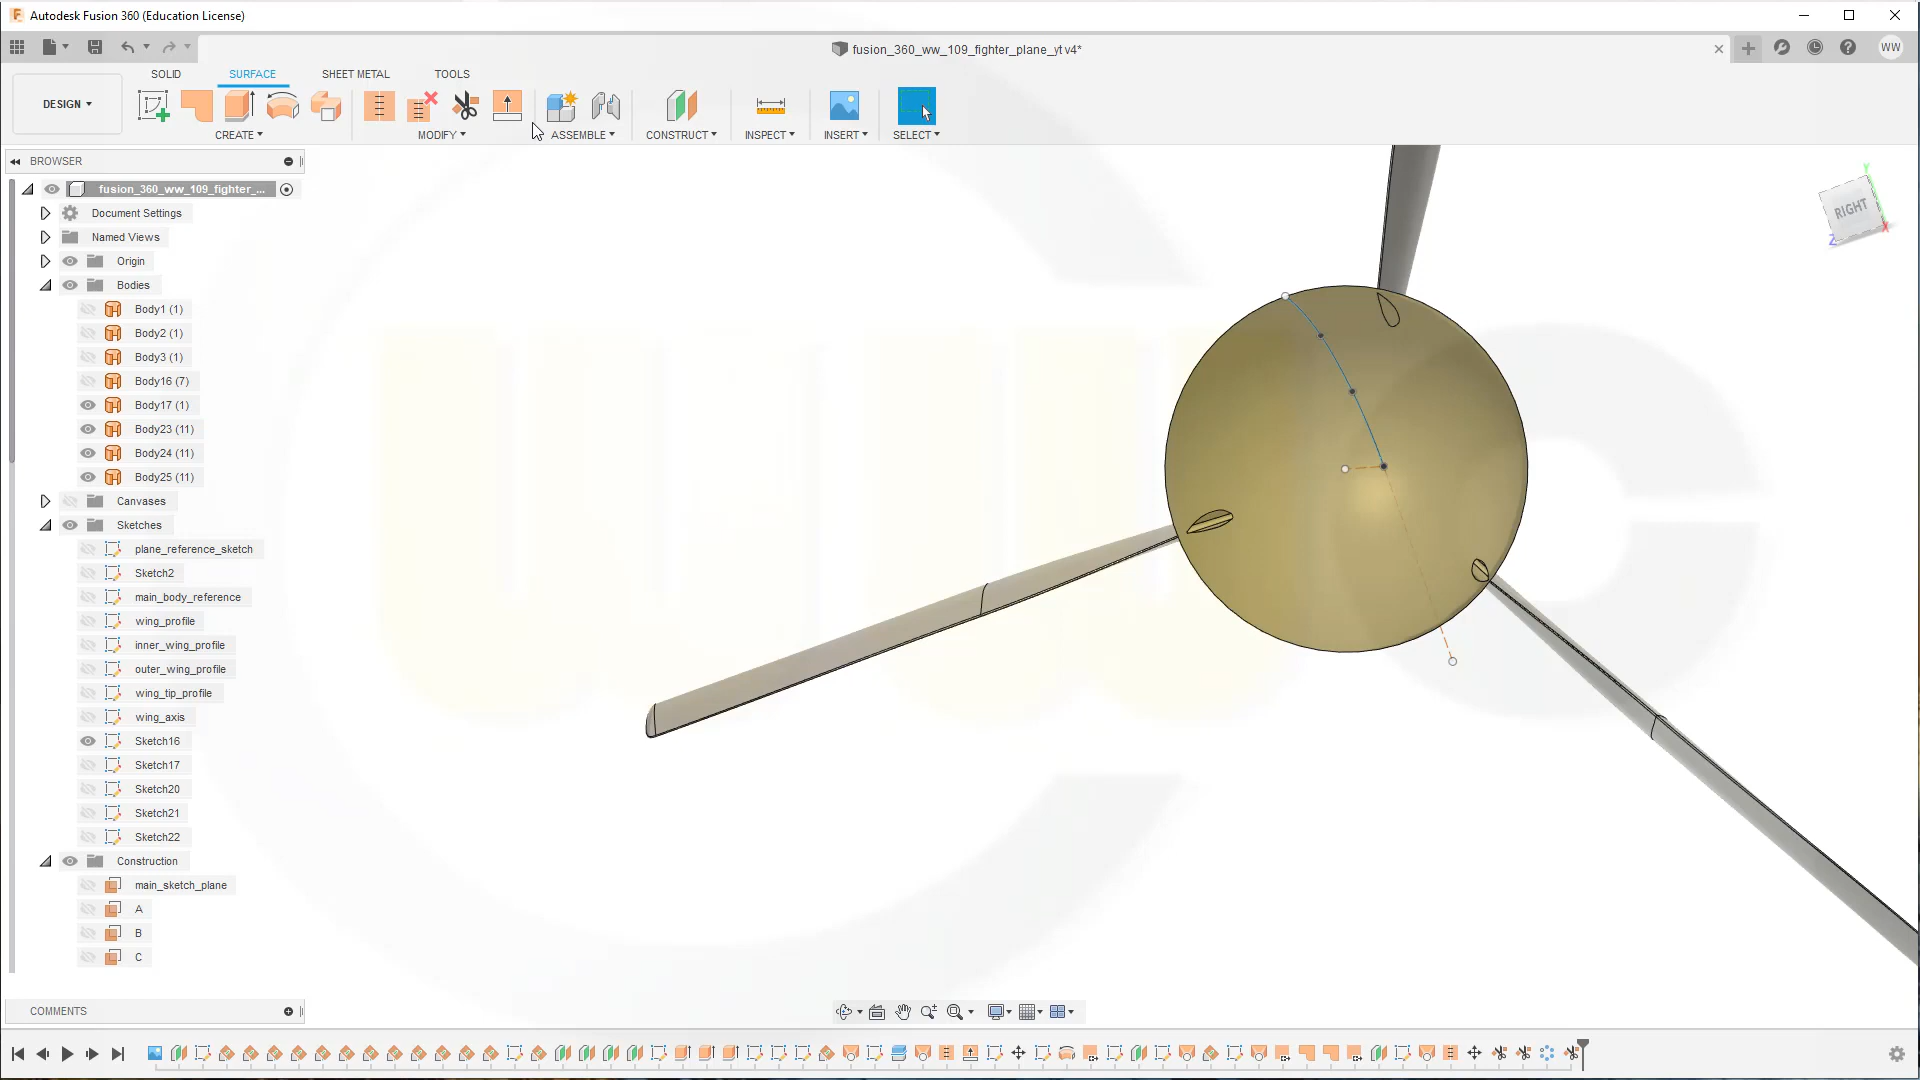 Autodesk Fusion 360 (Education License)
fusion_360_ww_109_fighter_plane_yt v4*
WW
SOLID SURFACE SHEET METAL TOOLS
DESIGN
CREATE MODIFY ASSEMBLE CONSTRUCT INSPECT INSERT SELECT
BROWSER
fusion_360_ww_109_fighter_...
Document Settings
Named Views
Origin
Bodies
Body1 (1)
Body2 (1)
Body3 (1)
Body16 (7)
Body17 (1)
Body23 (11)
Body24 (11)
Body25 (11)
Canvases
Sketches
plane_reference_sketch
Sketch2
main_body_reference
wing_profile
inner_wing_profile
outer_wing_profile
wing_tip_profile
wing_axis
Sketch16
Sketch17
Sketch20
Sketch21
Sketch22
Construction
main_sketch_plane
A
B
C
COMMENTS
Y
RIGHT
Z
X